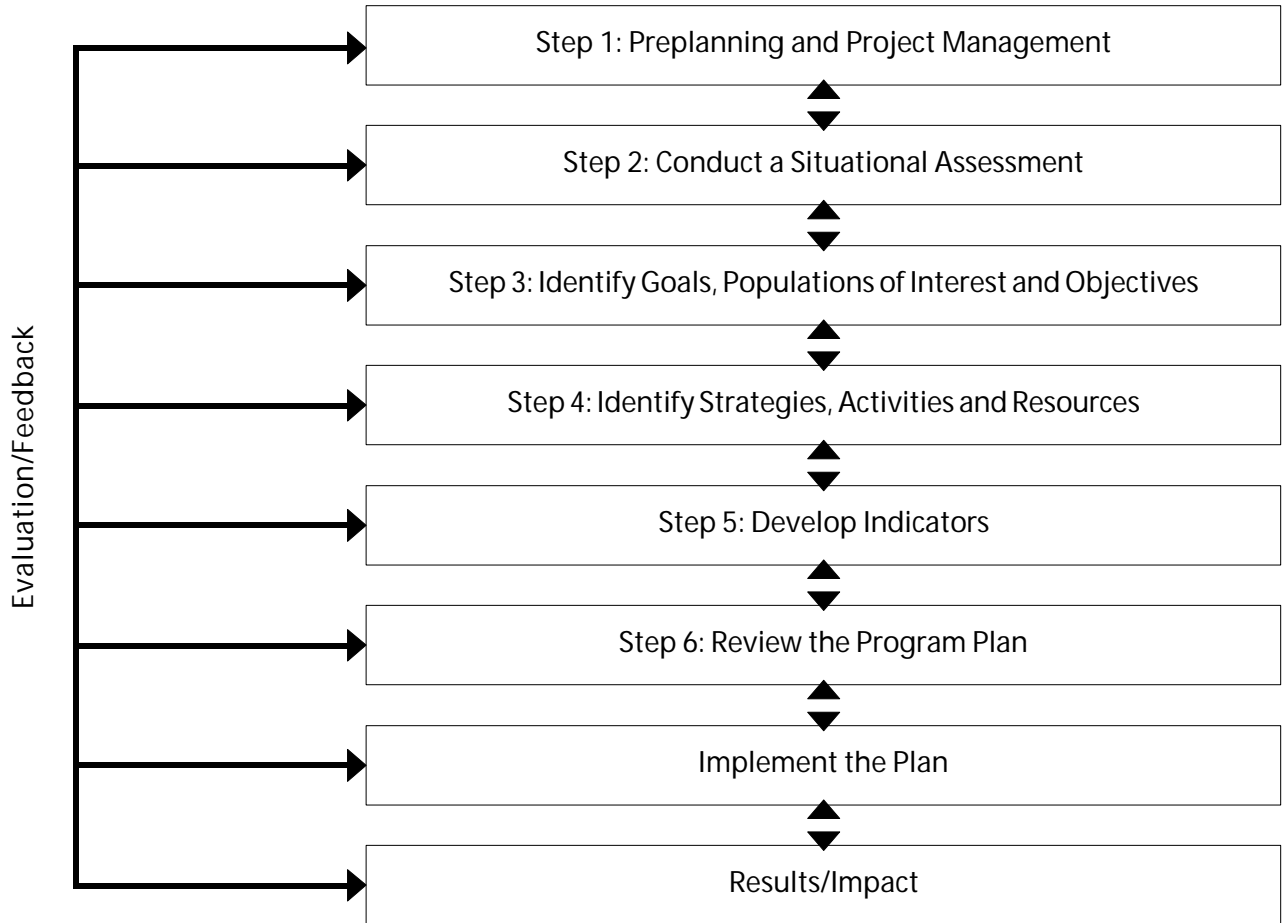 Step 1: Preplanning and Project Management
Step 2: Conduct a Situational Assessment
Step 3: Identify Goals, Populations of Interest and Objectives
Step 4: Identify Strategies, Activities and Resources
Step 5: Develop Indicators
Step 6: Review the Program Plan
Implement the Plan
Results/Impact
Evaluation/Feedback